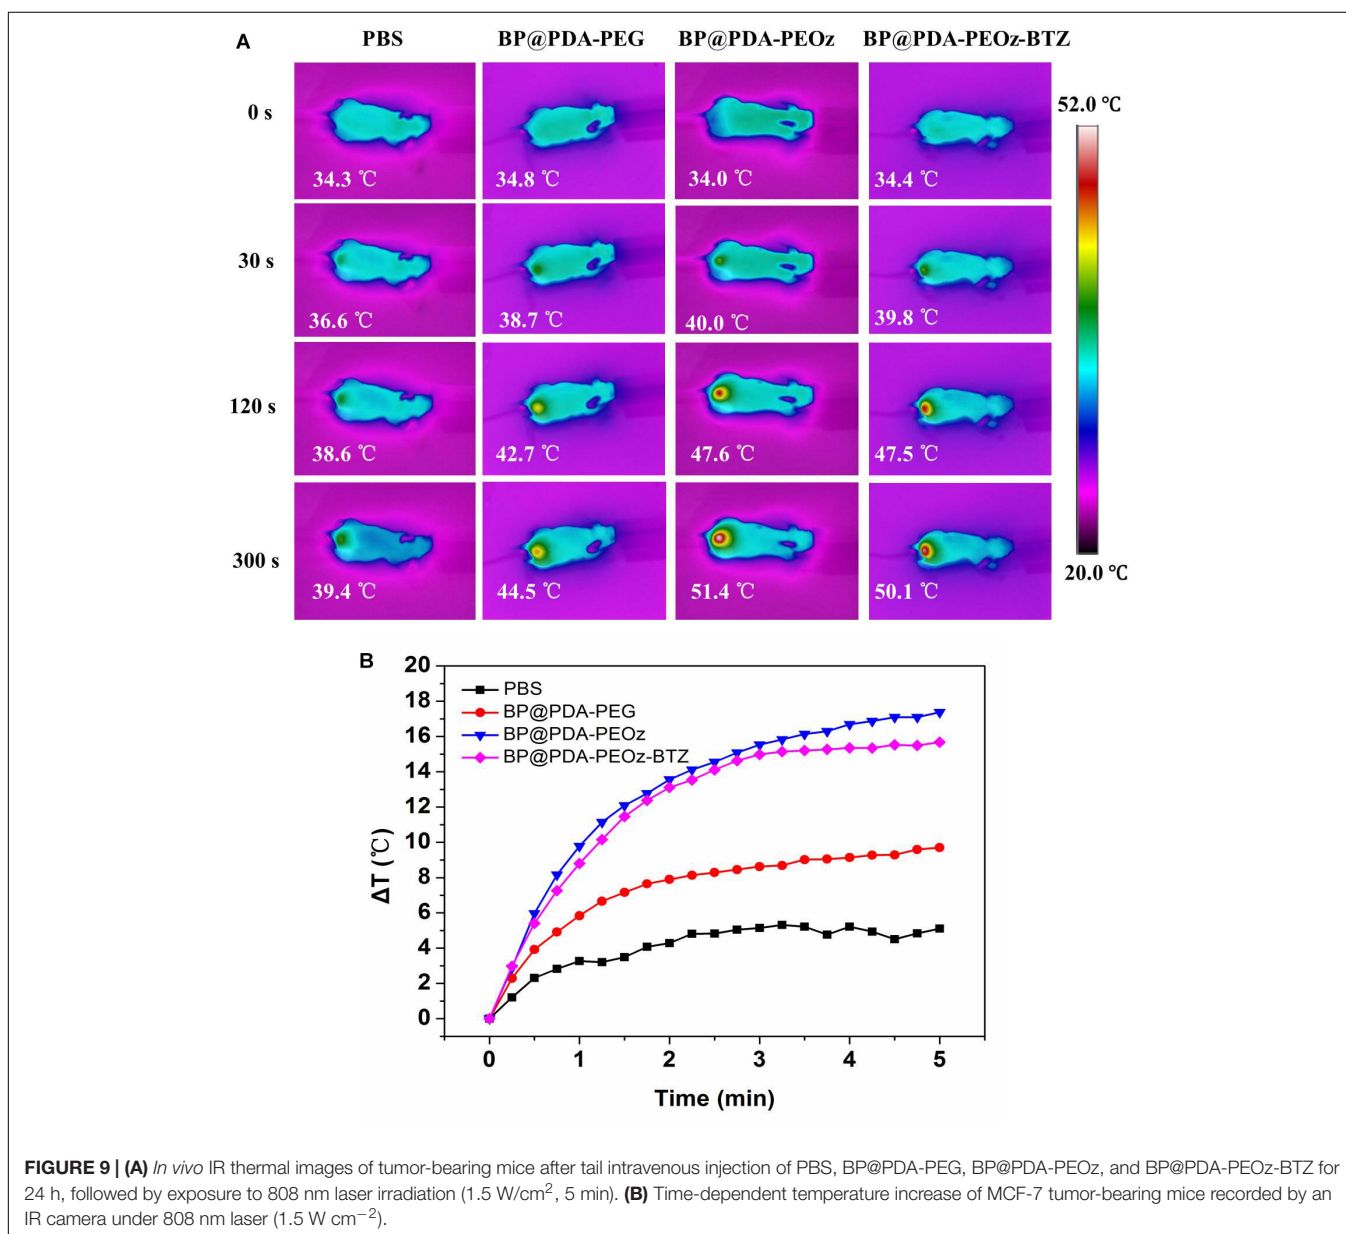 A
PBS BP@PDA-PEG BP@PDA-PEOz BP@PDA-PEOz-BTZ
0 s
34.3 ℃ 34.8 ℃ 34.0 ℃ 34.4 ℃
52.0 ℃
30 s
36.6 ℃ 38.7 ℃ 40.0 ℃ 39.8 ℃
120 s
38.6 ℃ 42.7 ℃ 47.6 ℃ 47.5 ℃
300 s
39.4 ℃ 44.5 ℃ 51.4 ℃ 50.1 ℃
20.0 ℃
B
20
18
16
14
12
10
8
6
4
2
0
ΔT (℃)
PBS
BP@PDA-PEG
BP@PDA-PEOz
BP@PDA-PEOz-BTZ
0 1 2 3 4 5
Time (min)
FIGURE 9 | (A) In vivo IR thermal images of tumor-bearing mice after tail intravenous injection of PBS, BP@PDA-PEG, BP@PDA-PEOz, and BP@PDA-PEOz-BTZ for
24 h, followed by exposure to 808 nm laser irradiation (1.5 W/cm², 5 min). (B) Time-dependent temperature increase of MCF-7 tumor-bearing mice recorded by an
IR camera under 808 nm laser (1.5 W cm⁻²).